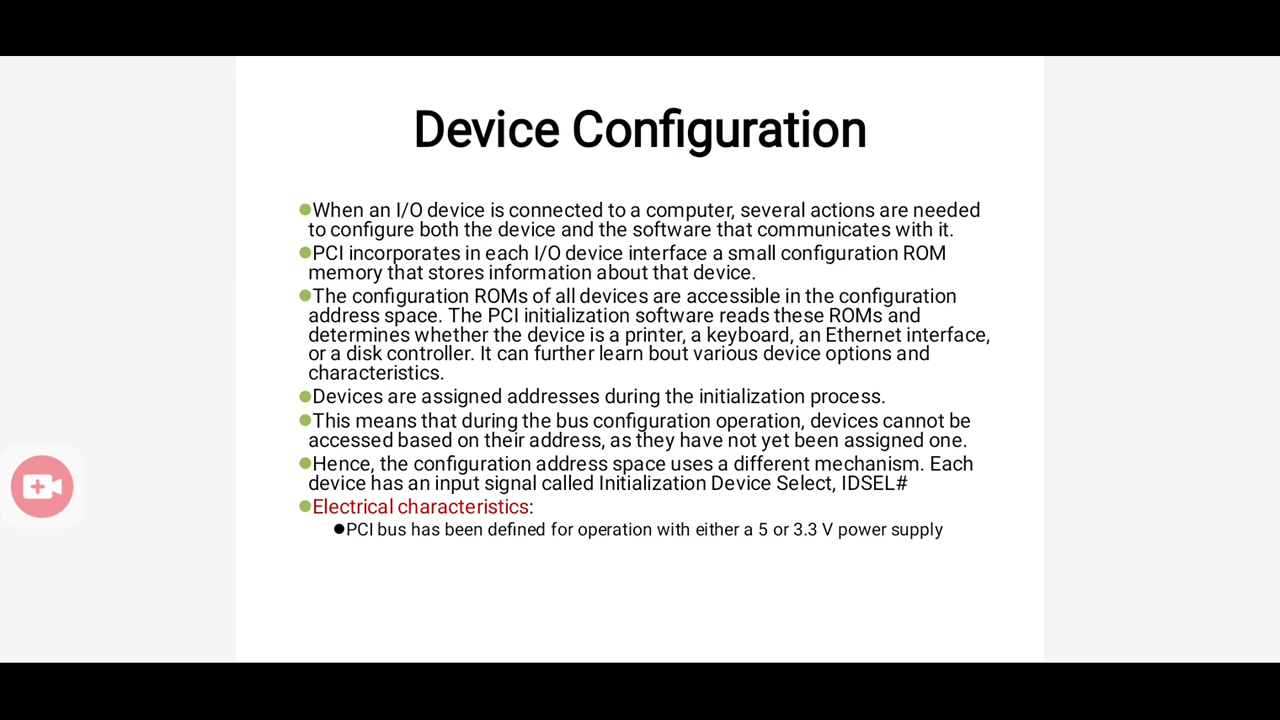 Device Configuration
●When an I/O device is connected to a computer, several actions are needed
to configure both the device and the software that communicates with it.
●PCI incorporates in each I/O device interface a small configuration ROM
memory that stores information about that device.
●The configuration ROMs of all devices are accessible in the configuration
address space. The PCI initialization software reads these ROMs and
determines whether the device is a printer, a keyboard, an Ethernet interface,
or a disk controller. It can further learn bout various device options and
characteristics.
●Devices are assigned addresses during the initialization process.
●This means that during the bus configuration operation, devices cannot be
accessed based on their address, as they have not yet been assigned one.
●Hence, the configuration address space uses a different mechanism. Each
device has an input signal called Initialization Device Select, IDSEL#
●Electrical characteristics:
●PCI bus has been defined for operation with either a 5 or 3.3 V power supply